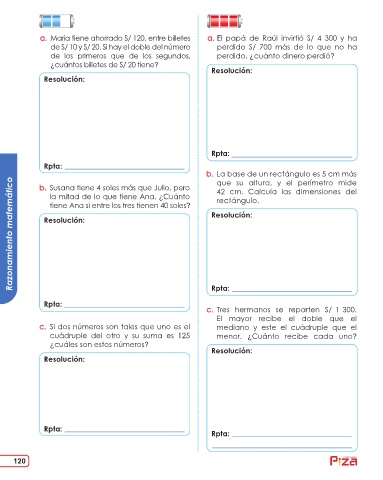 a. María tiene ahorrado S/ 120, entre billetes
de S/ 10 y S/ 20. Si hay el doble del número
de los primeros que de los segundos,
¿cuántos billetes de S/ 20 tiene?
Resolución:
Rpta:
b. Susana tiene 4 soles más que Julio, pero
la mitad de lo que tiene Ana. ¿Cuánto
tiene Ana si entre los tres tienen 40 soles?
Resolución:
Rpta:
c. Si dos números son tales que uno es el
cuádruple del otro y su suma es 125
¿cuáles son estos números?
Resolución:
Rpta:
a. El papá de Raúl invirtió S/ 4 300 y ha
perdido S/ 700 más de lo que no ha
perdido, ¿cuánto dinero perdió?
Resolución:
Rpta:
b. La base de un rectángulo es 5 cm más
que su altura, y el perímetro mide
42 cm. Calcula las dimensiones del
rectángulo.
Resolución:
Rpta:
c. Tres hermanos se reparten S/ 1 300.
El mayor recibe el doble que el
mediano y este el cuádruple que el
menor. ¿Cuánto recibe cada uno?
Resolución:
Rpta:
Razonamiento matemático
120